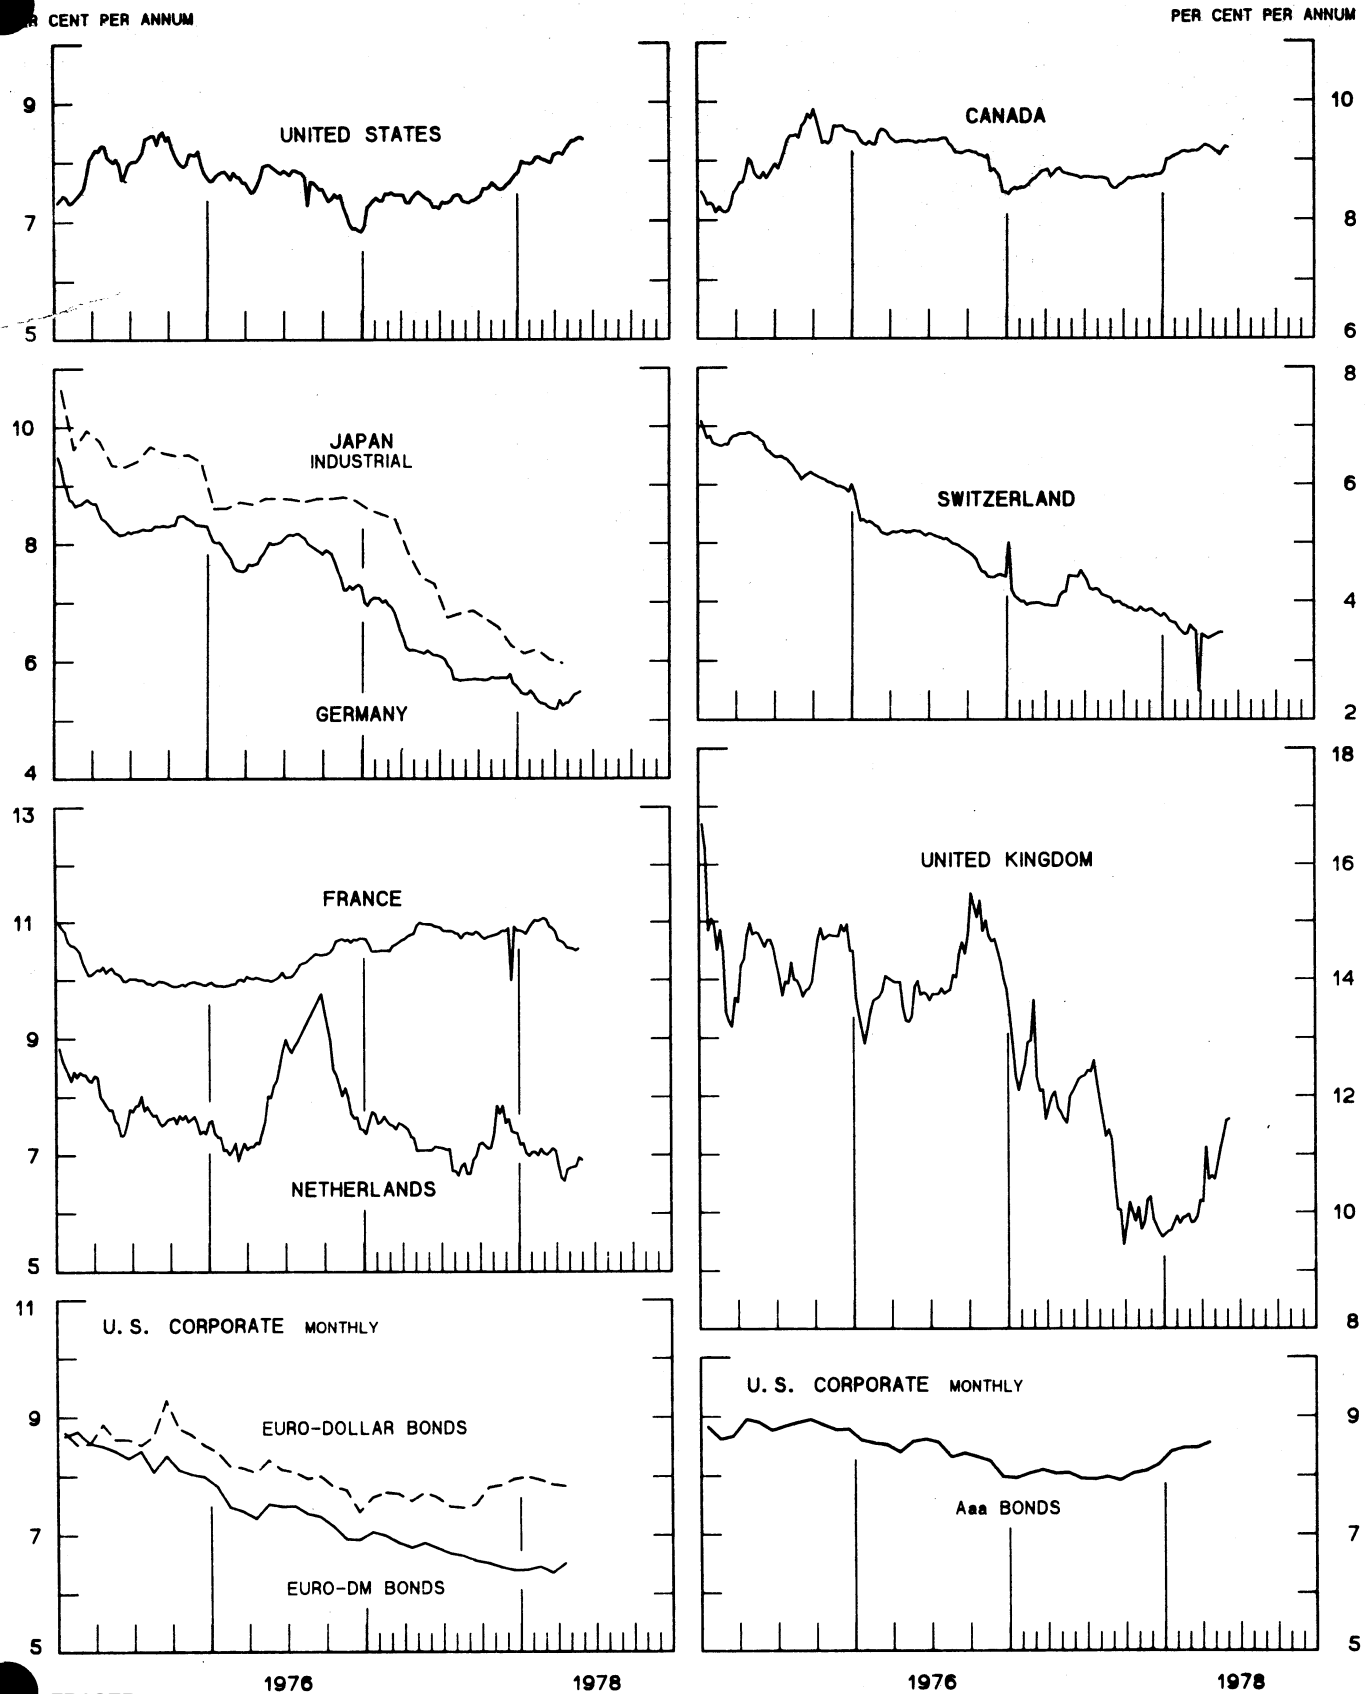 CENT PER ANNUM
PER CENT PER ANNUM
9
7
5
UNITED STATES
10
8
6
CANADA
10
8
6
4
JAPAN
INDUSTRIAL
GERMANY
8
6
4
2
SWITZERLAND
13
11
9
7
5
FRANCE
NETHERLANDS
18
16
14
12
10
8
UNITED KINGDOM
11
9
7
5
U.S. CORPORATE MONTHLY
EURO-DOLLAR BONDS
EURO-DM BONDS
1976
1978
9
7
5
U.S. CORPORATE MONTHLY
Aaa BONDS
1976
1978